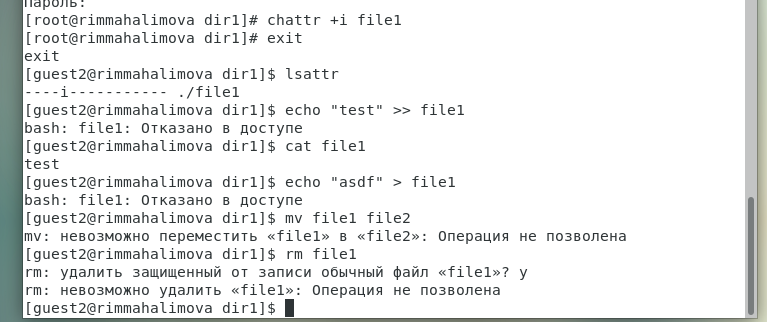 Пароль:
[root@rimmahalimova dir1]# chattr +i file1
[root@rimmahalimova dir1]# exit
exit
[guest2@rimmahalimova dir1]$ lsattr
----i----------- ./file1
[guest2@rimmahalimova dir1]$ echo "test" >> file1
bash: file1: Отказано в доступе
[guest2@rimmahalimova dir1]$ cat file1
test
[guest2@rimmahalimova dir1]$ echo "asdf" > file1
bash: file1: Отказано в доступе
[guest2@rimmahalimova dir1]$ mv file1 file2
mv: невозможно переместить «file1» в «file2»: Операция не позволена
[guest2@rimmahalimova dir1]$ rm file1
rm: удалить защищенный от записи обычный файл «file1»? y
rm: невозможно удалить «file1»: Операция не позволена
[guest2@rimmahalimova dir1]$